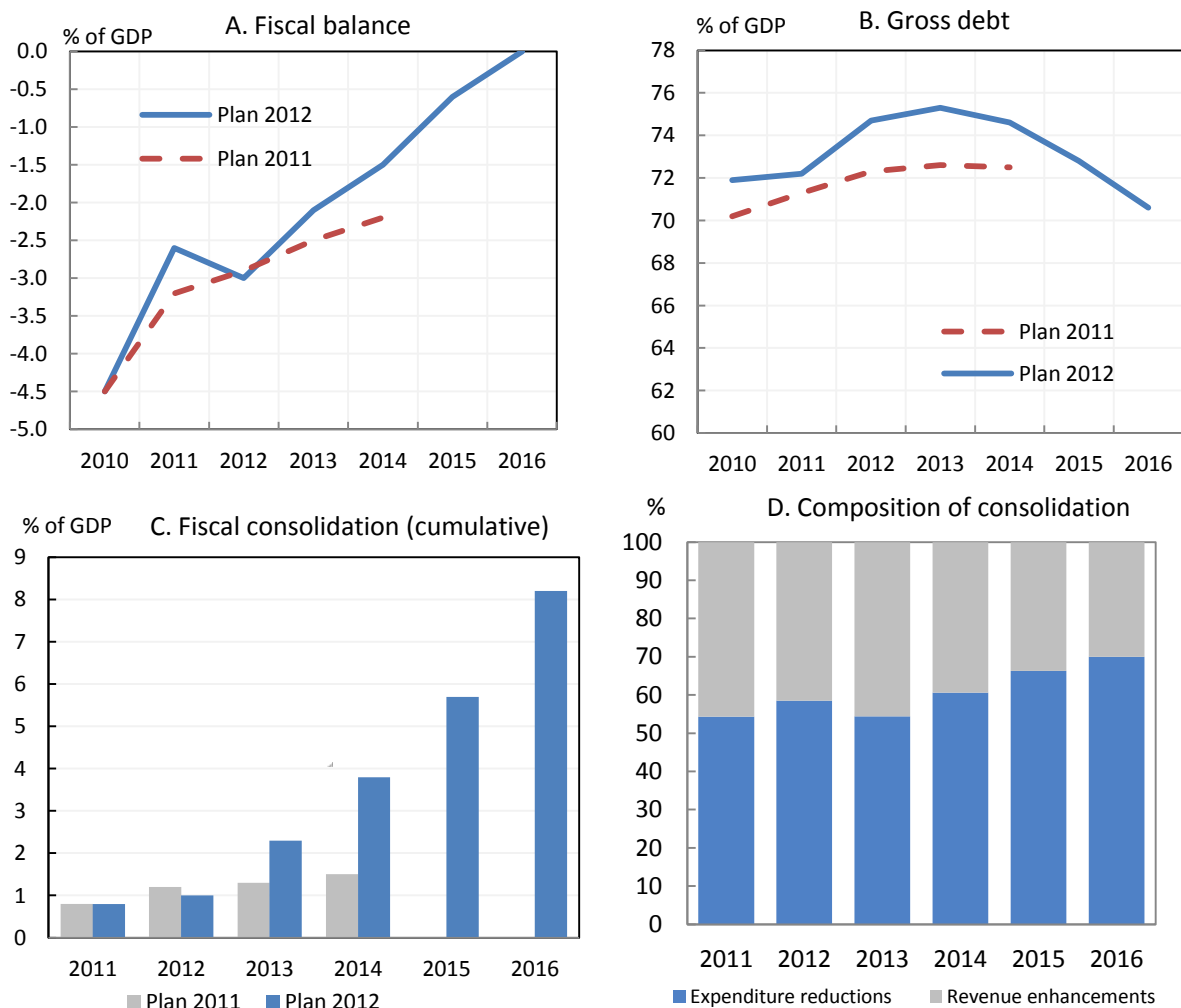 A. Fiscal balance
% of GDP
0.0
-0.5
-1.0
-1.5
-2.0
-2.5
-3.0
-3.5
-4.0
-4.5
-5.0
Plan 2012
Plan 2011
2010 2011 2012 2013 2014 2015 2016
B. Gross debt
% of GDP
78
76
74
72
70
68
66
64
62
60
Plan 2011
Plan 2012
2010 2011 2012 2013 2014 2015 2016
C. Fiscal consolidation (cumulative)
% of GDP
9
8
7
6
5
4
3
2
1
0
2011 2012 2013 2014 2015 2016
Plan 2011 Plan 2012
D. Composition of consolidation
%
100
90
80
70
60
50
40
30
20
10
0
2011 2012 2013 2014 2015 2016
Expenditure reductions Revenue enhancements